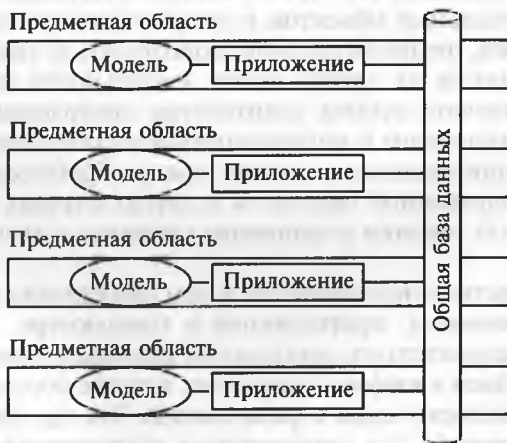 Предметная область
Модель Приложение
Предметная область
Модель Приложение
Предметная область
Модель Приложение
Предметная область
Модель Приложение
Общая база данных